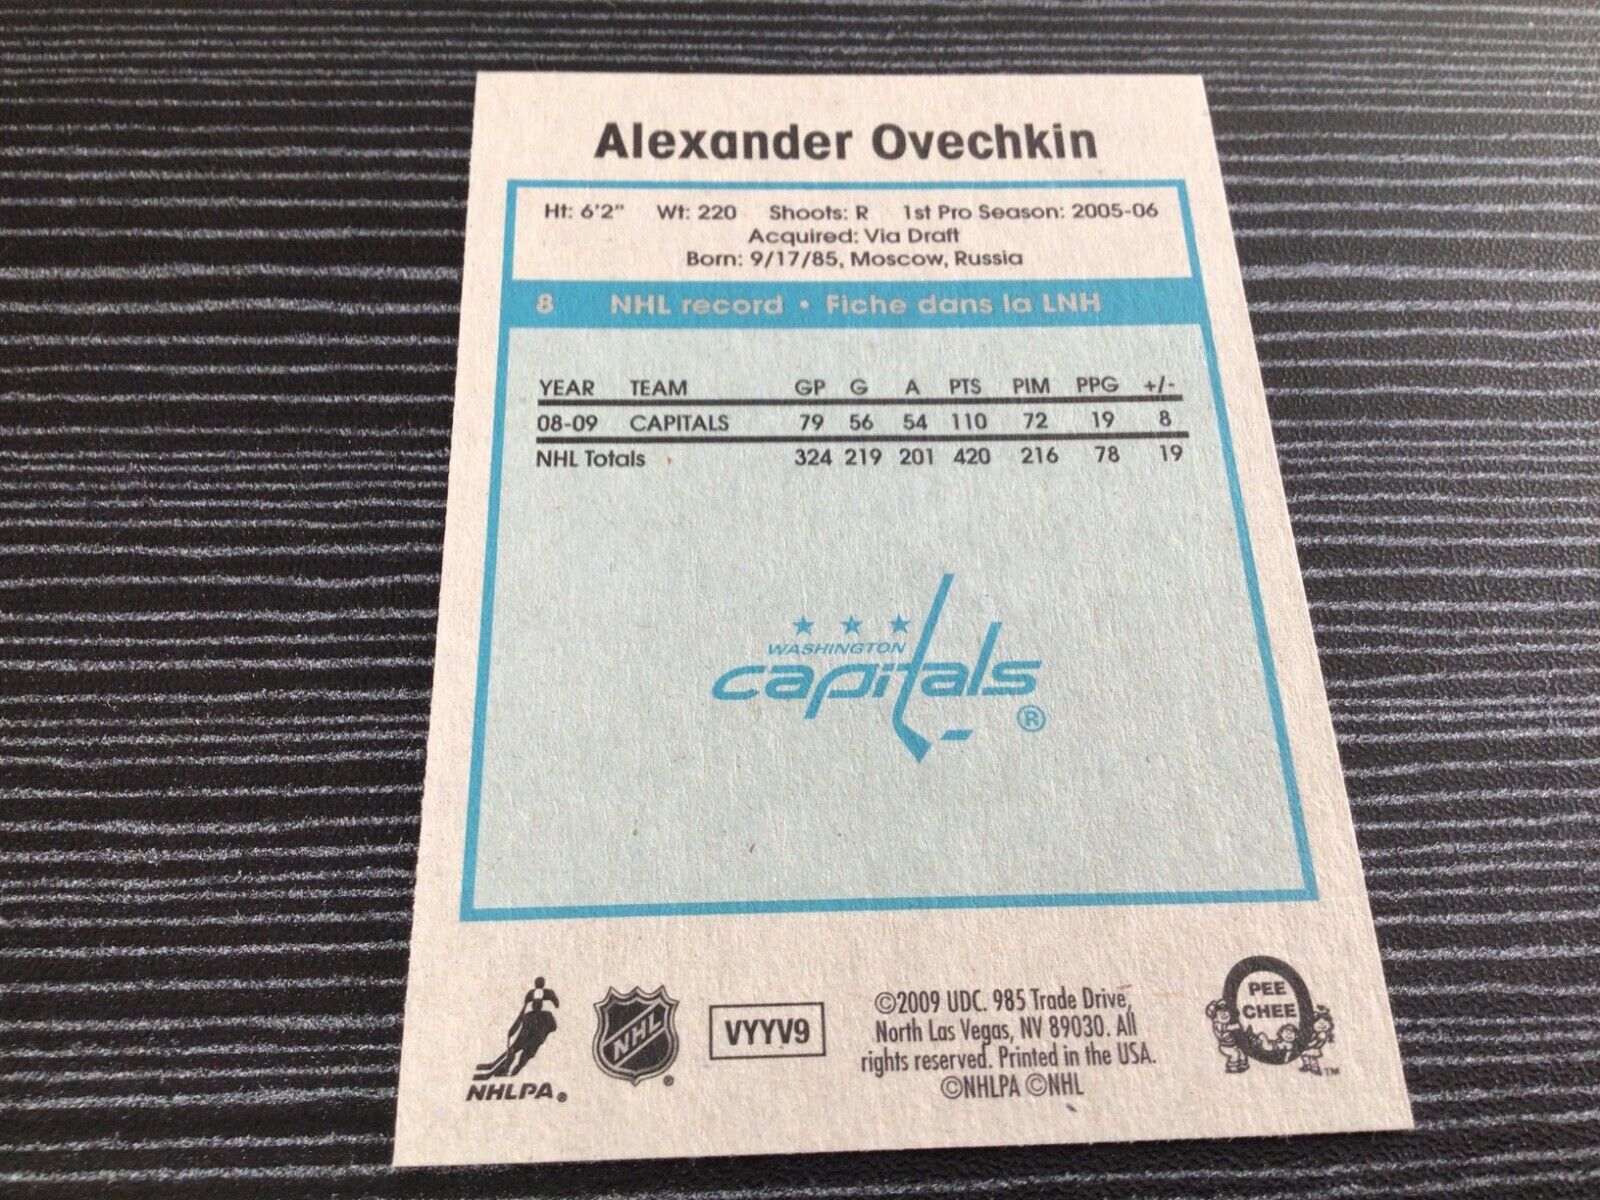 Alexander Ovechkin
Ht: 6'2" Wt: 220 Shoots: R 1st Pro Season: 2005-06
Acquired: Via Draft
Born: 9/17/85, Moscow, Russia
8 NHL record • Fiche dans la LNH
YEAR TEAM GP G A PTS PIM PPG +/-
08-09 CAPITALS 79 56 54 110 72 19 8
NHL Totals 324 219 201 420 216 78 19
WASHINGTON
capitals ®
NHLPA®
NHL ®
VYYV9
©2009 UDC. 985 Trade Drive,
North Las Vegas, NV 89030. All
rights reserved. Printed in the USA.
©NHLPA ©NHL
O
PEE
CHEE
TM